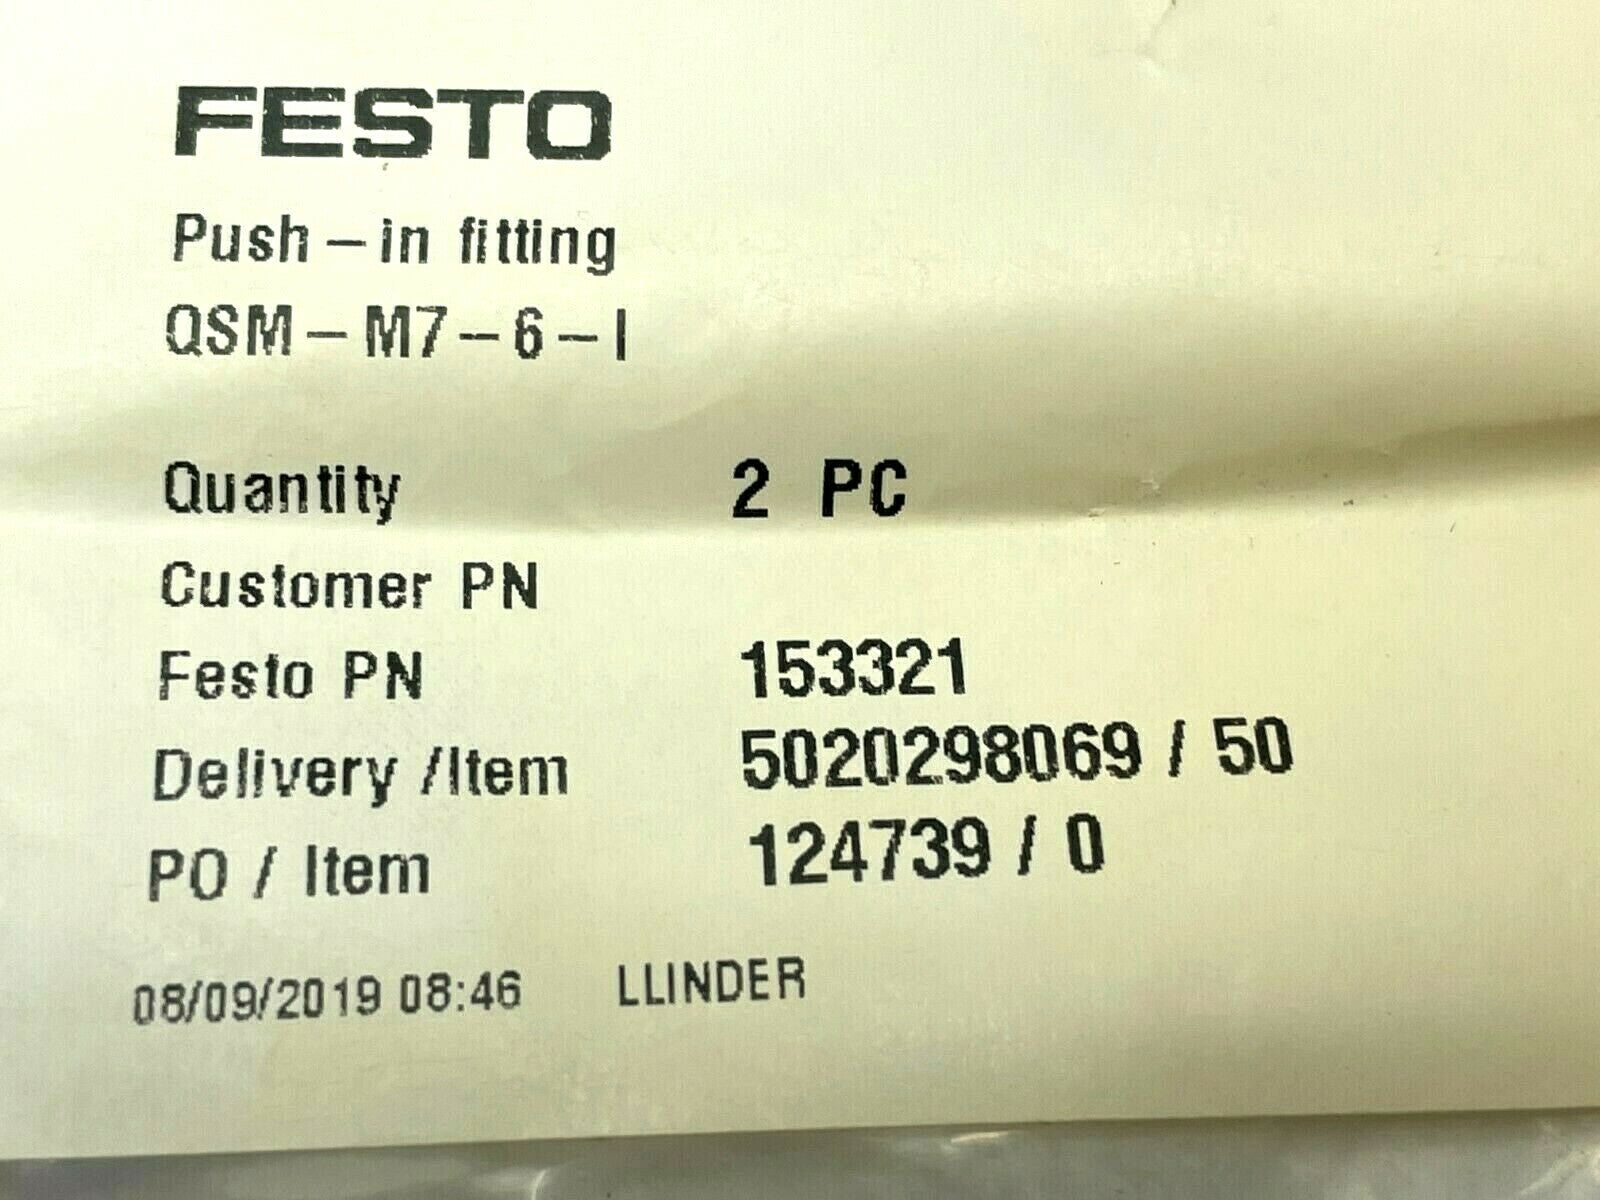 FESTO
Push-in fitting
QSM-M7-6-I
Quantity 2 PC
Customer PN
Festo PN 153321
Delivery /Item 5020298069 / 50
PO / Item 124739 / 0
08/09/2019 08:46 LLINDER